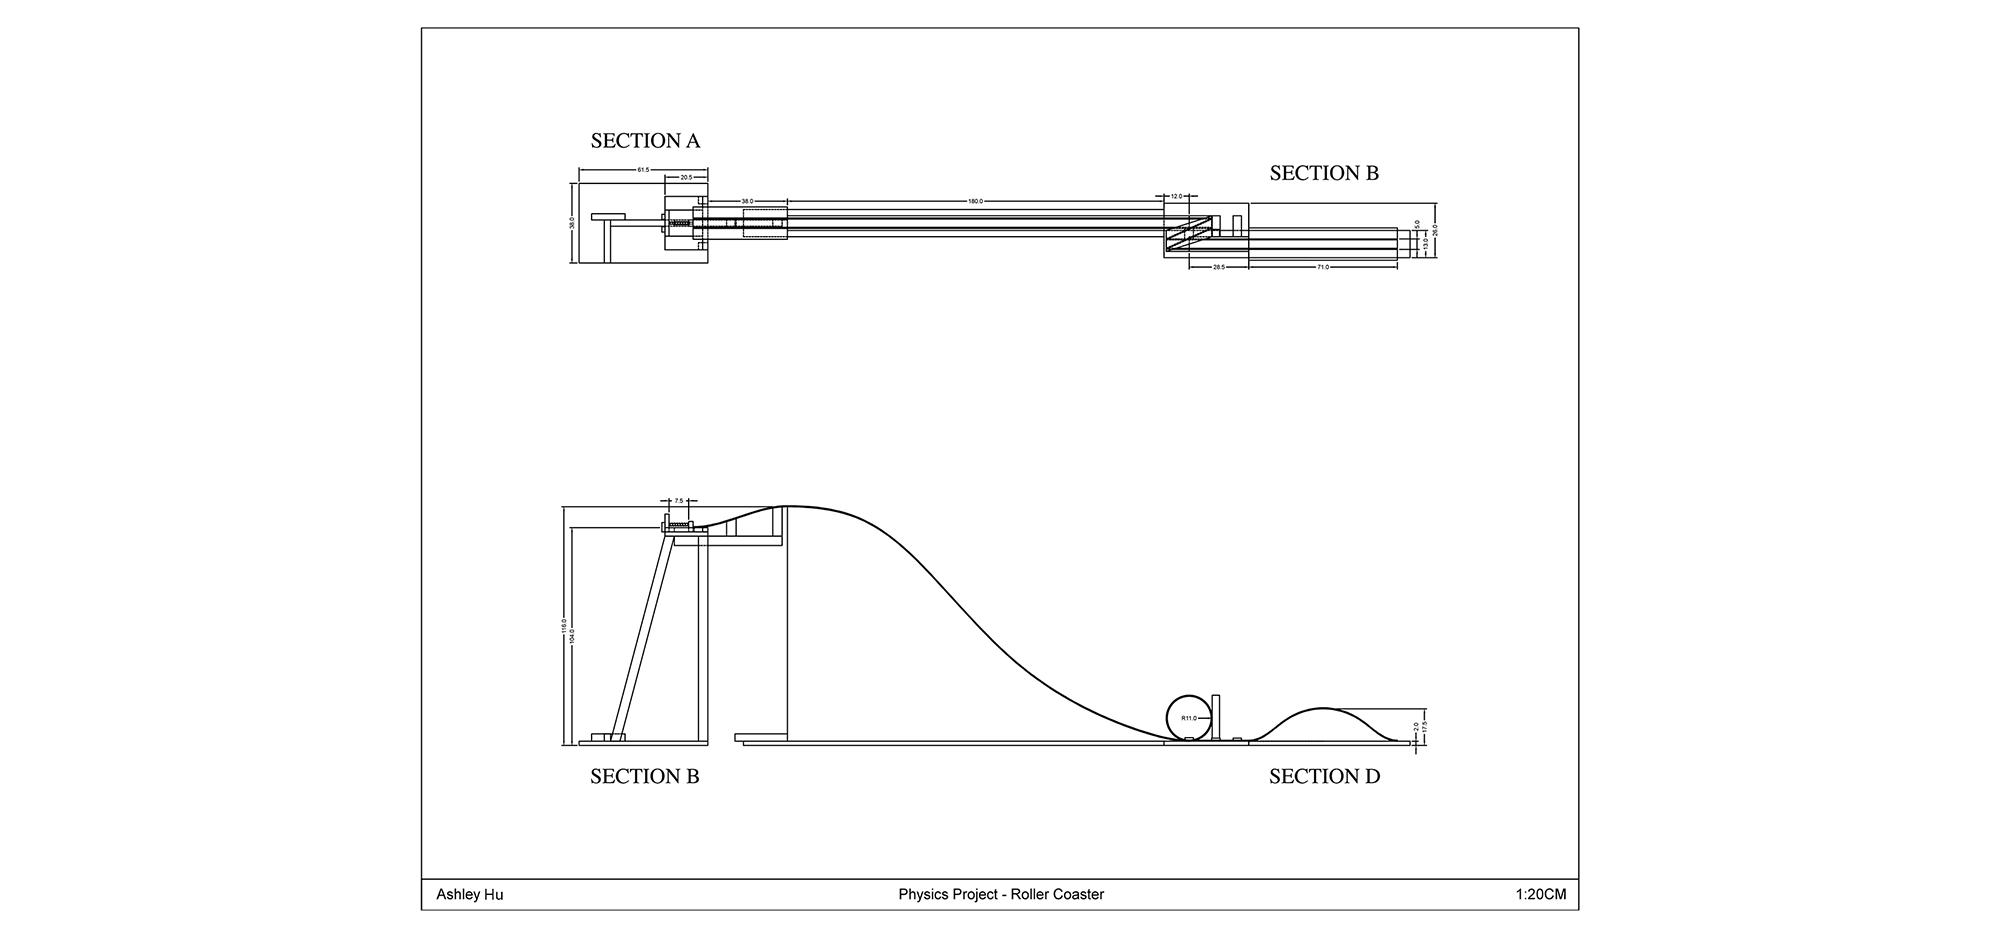 SECTION A
SECTION B
61.5
20.5
38.0
38.0
180.0
12.0
5.0
13.0
26.0
28.5
71.0
7.5
116.0
104.0
R11.0
2.0
17.5
SECTION B
SECTION D
Ashley Hu
Physics Project - Roller Coaster
1:20CM